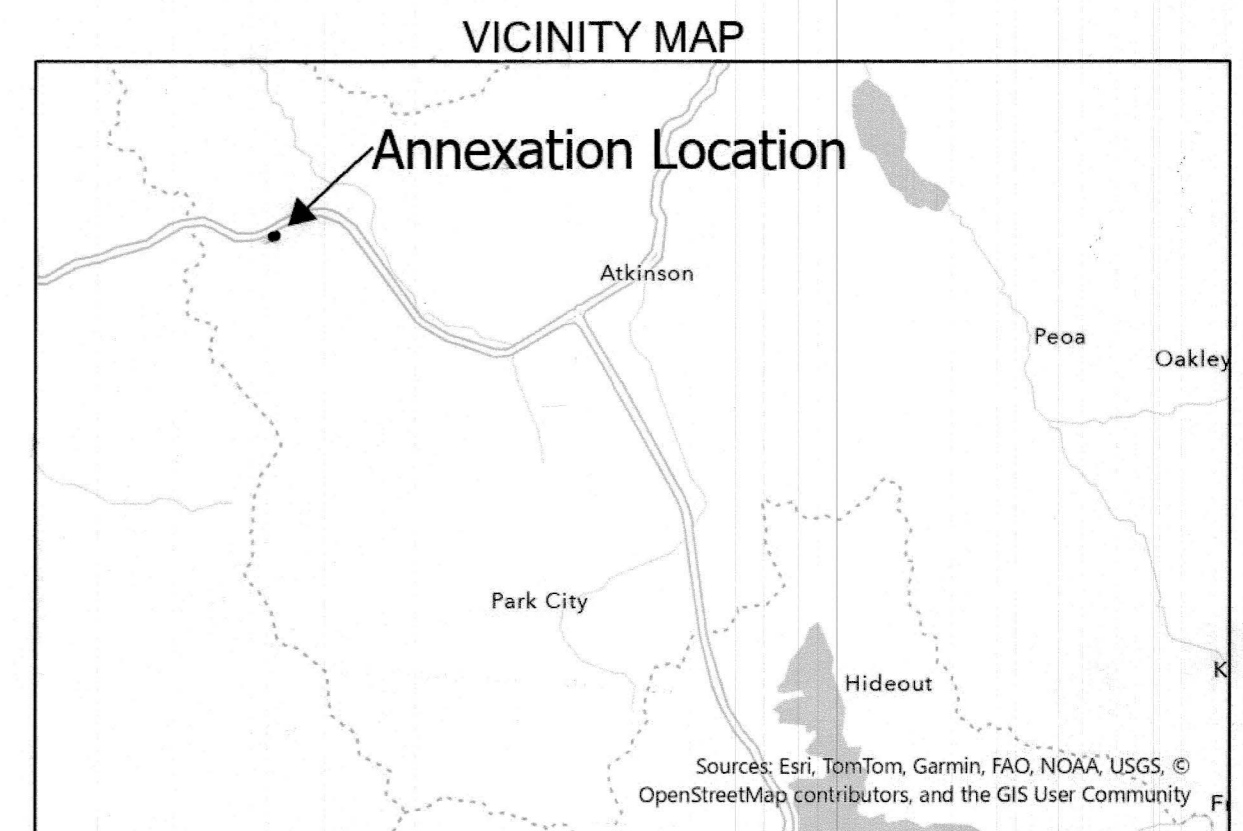 VICINITY MAP
Annexation Location
Atkinson
Peoa
Oakley
Park City
K
Hideout
Sources: Esri, TomTom, Garmin, FAO, NOAA, USGS, ©
OpenStreetMap contributors, and the GIS User Community